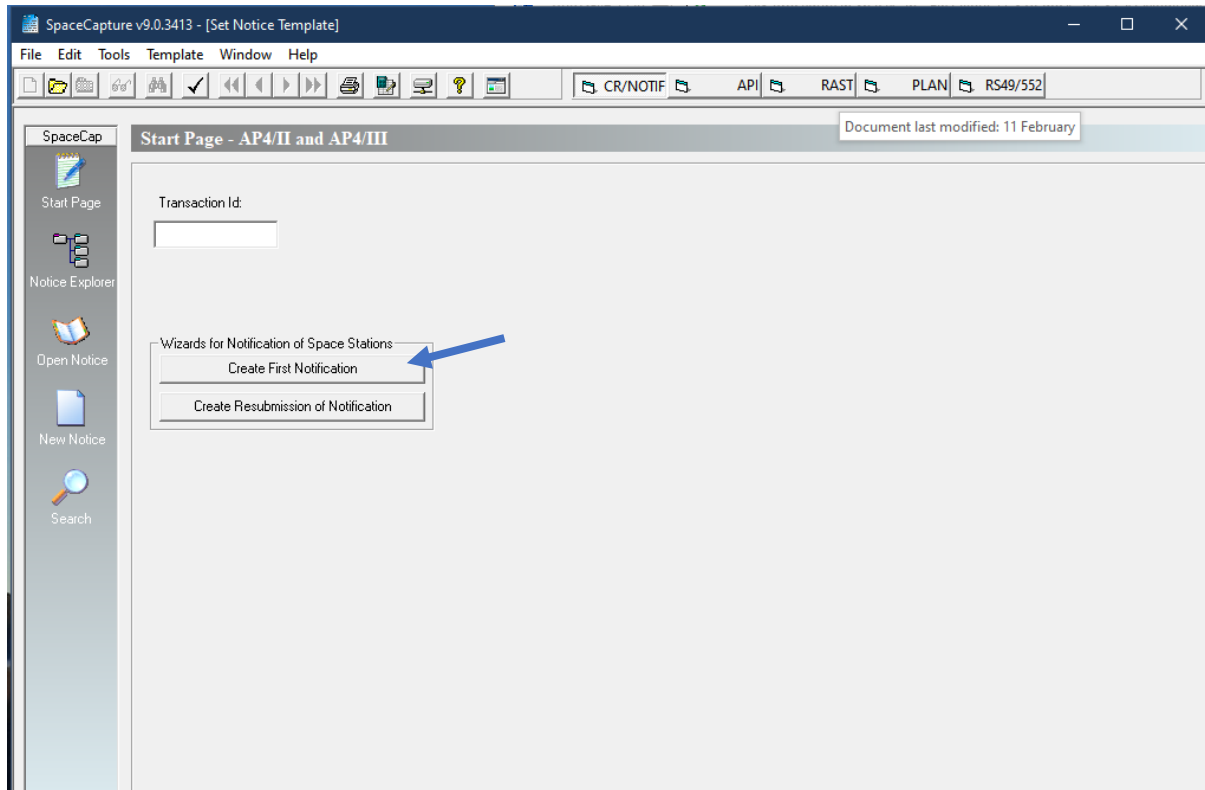 SpaceCapture v9.0.3413 - [Set Notice Template]
File Edit Tools Template Window Help
CR/NOTIF API RAST PLAN RS49/552
Document last modified: 11 February
SpaceCap
Start Page - AP4/II and AP4/III
Start Page
Transaction Id:
Notice Explorer
Open Notice
Wizards for Notification of Space Stations
Create First Notification
Create Resubmission of Notification
New Notice
Search